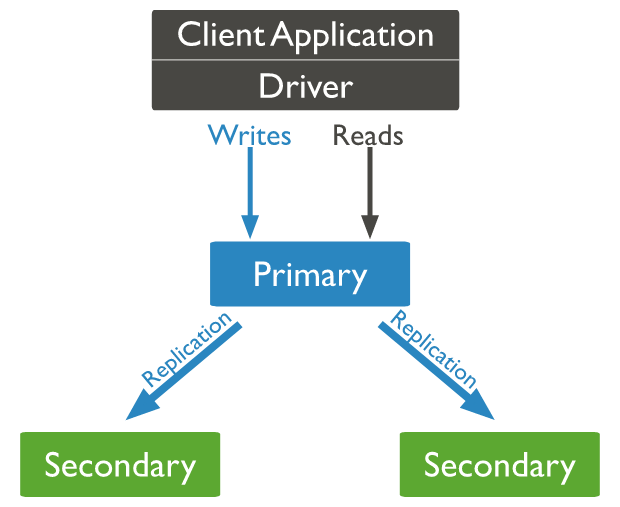 Client Application
Driver
Writes
Reads
Primary
Replication
Replication
Secondary
Secondary